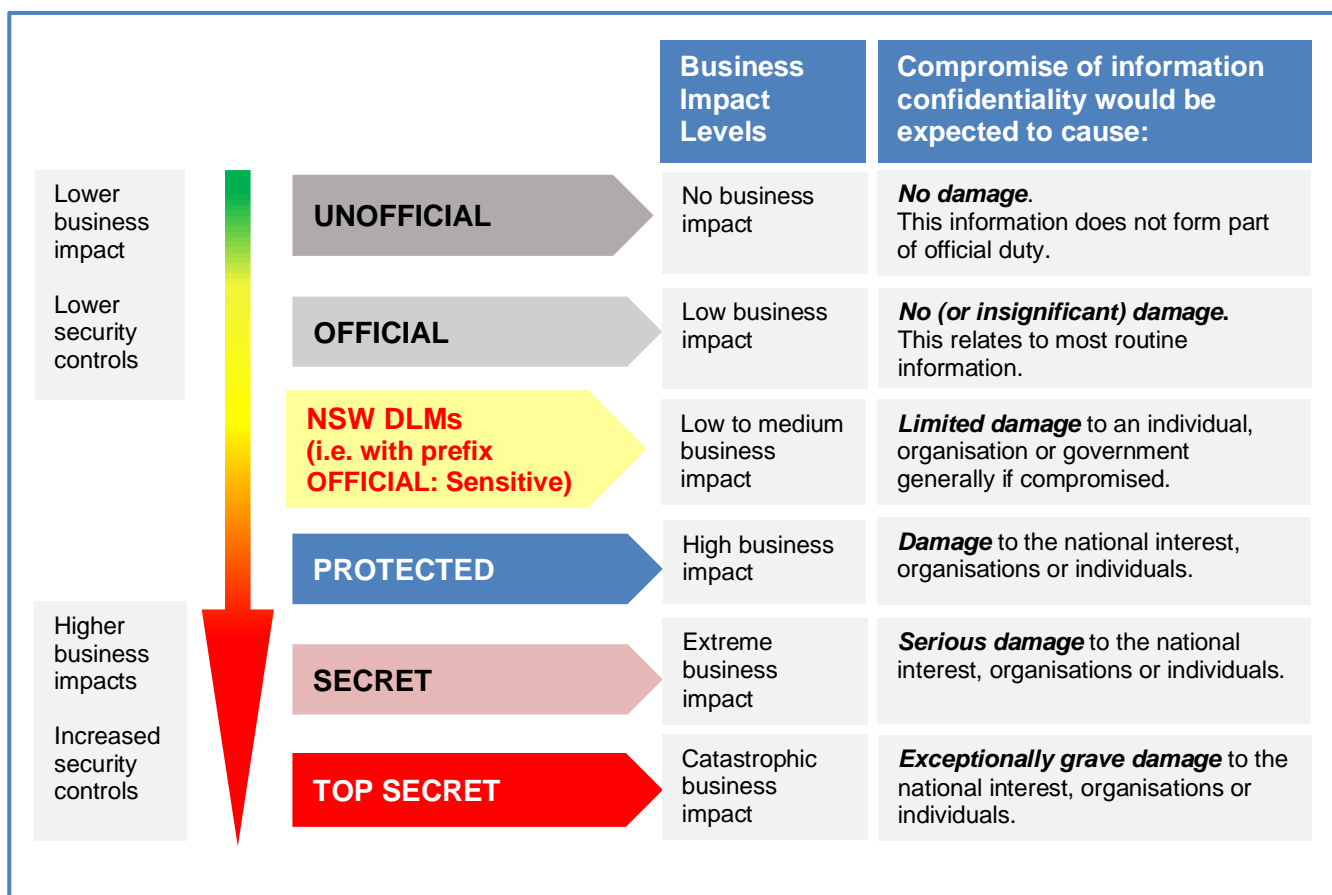 Business
Impact
Levels
Compromise of information
confidentiality would be
expected to cause:
Lower
business
impact
Lower
security
controls
UNOFFICIAL
No business
impact
No damage.
This information does not form part
of official duty.
OFFICIAL
Low business
impact
No (or insignificant) damage.
This relates to most routine
information.
NSW DLMs
(i.e. with prefix
OFFICIAL: Sensitive)
Low to medium
business
impact
Limited damage to an individual,
organisation or government
generally if compromised.
PROTECTED
High business
impact
Damage to the national interest,
organisations or individuals.
Higher
business
impacts
Increased
security
controls
SECRET
Extreme
business
impact
Serious damage to the national
interest, organisations or individuals.
TOP SECRET
Catastrophic
business
impact
Exceptionally grave damage to the
national interest, organisations or
individuals.